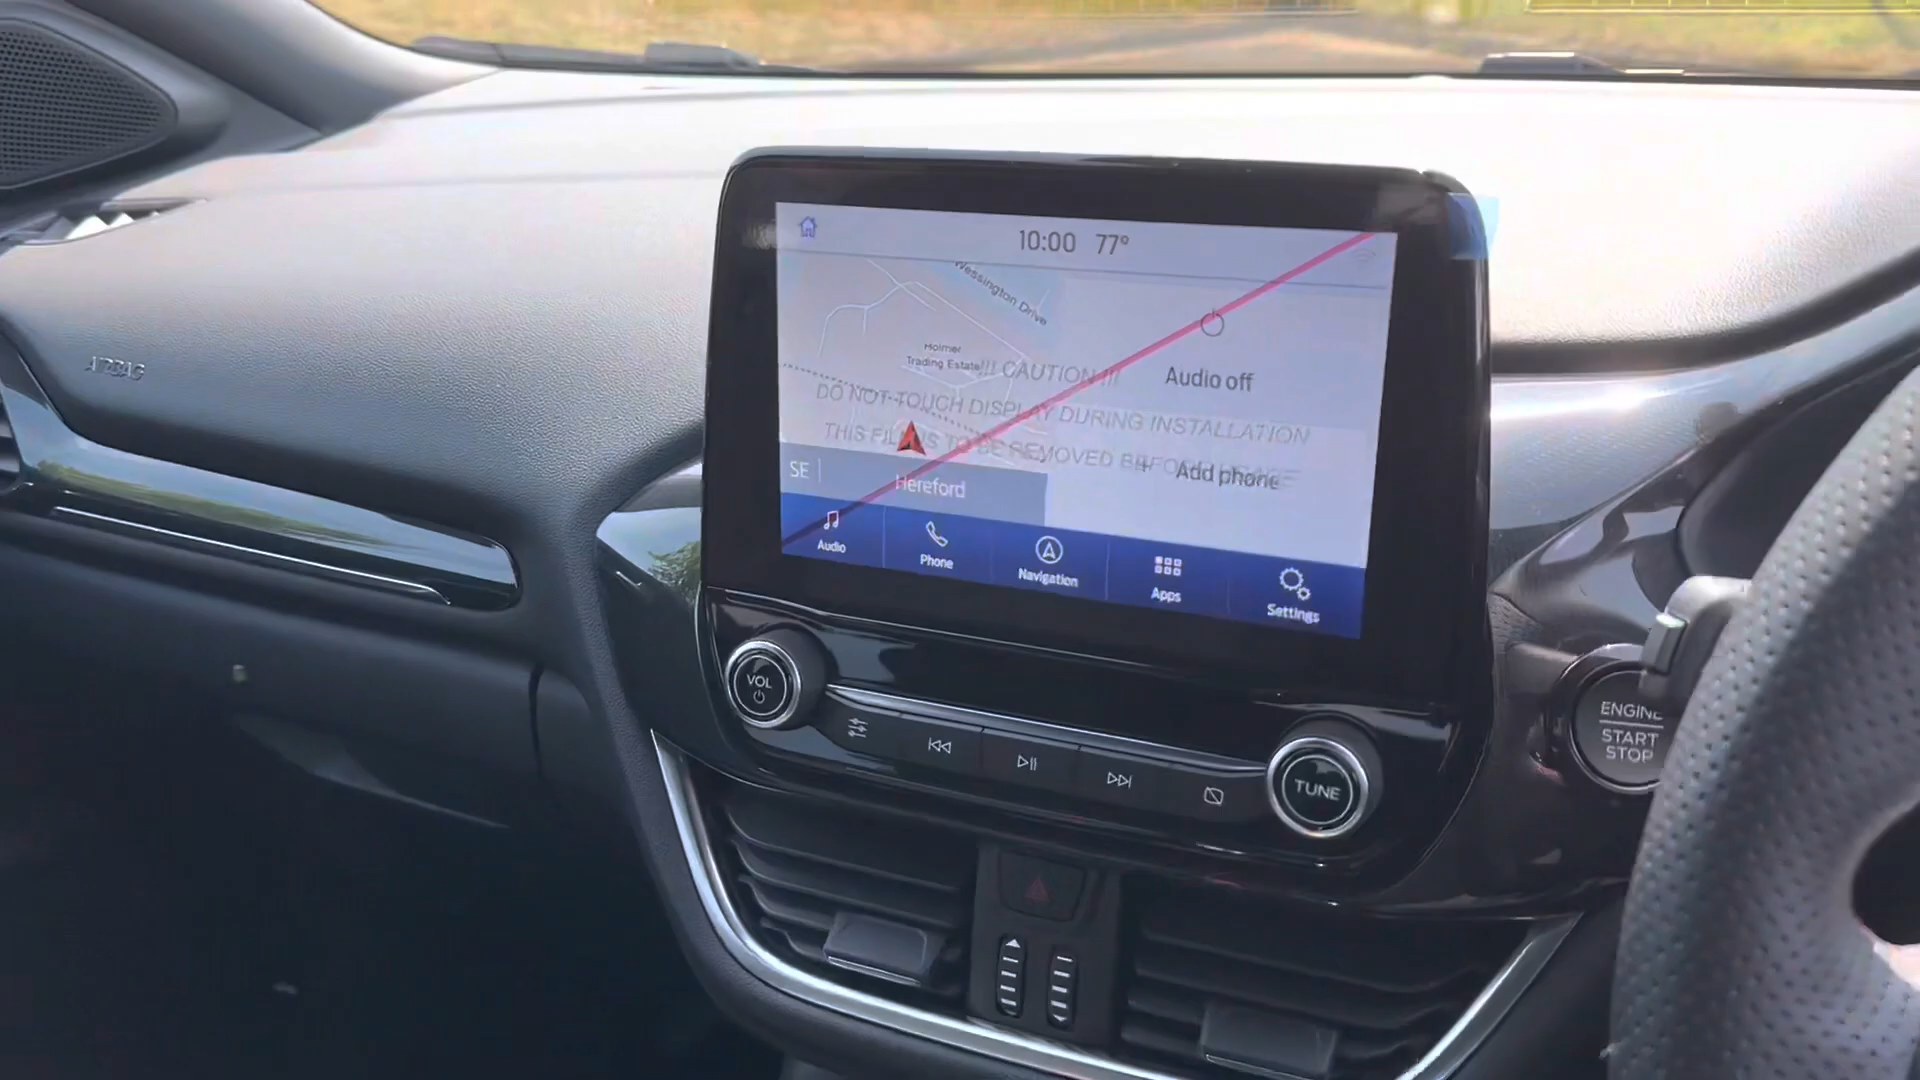 10:00 77°
Wessington Drive
Holmer
Trading Estate
Audio off
!!! CAUTION !!!
DO NOT TOUCH DISPLAY DURING INSTALLATION
THIS FILM IS TO BE REMOVED BEFORE
+ Add phone
SE
Hereford
Audio
Phone
Navigation
Apps
Settings
AIRBAG
VOL
TUNE
ENGINE
START
STOP